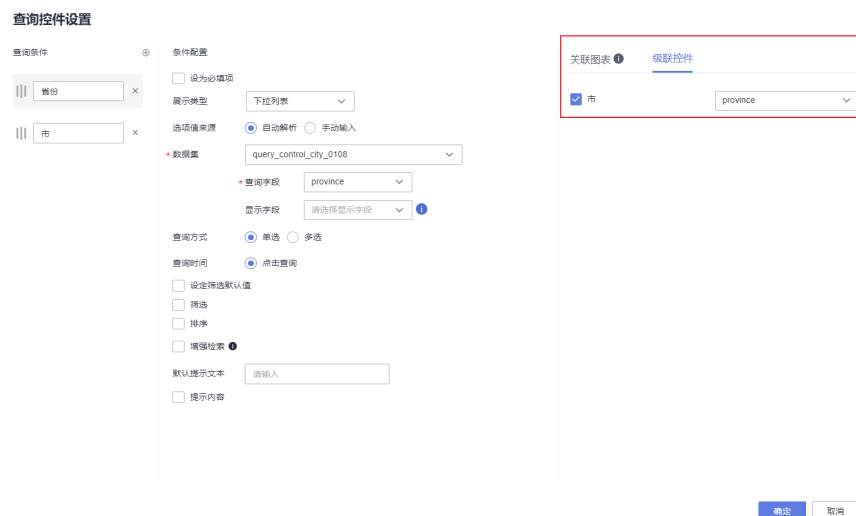 查询控件设置
查询条件
省份
市
条件配置
设为必填项
展示类型 下拉列表
选项值来源 自动解析 手动输入
* 数据集 query_control_city_0108
* 查询字段 province
显示字段 请选择显示字段
查询方式 单选 多选
查询时间 点击查询
设定筛选默认值
筛选
排序
增强检索
默认提示文本 请输入
提示内容
关联图表 级联控件
市 province
确定 取消